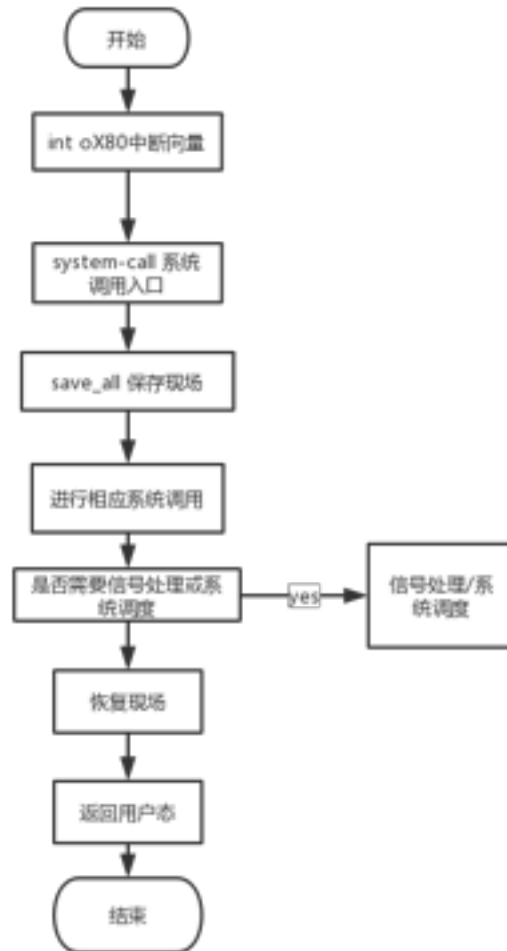 开始
int oX80中断向量
system-call 系统
调用入口
save_all 保存现场
进行相应系统调用
是否需要信号处理或系
统调度
yes
信号处理/系
统调度
恢复现场
返回用户态
结束